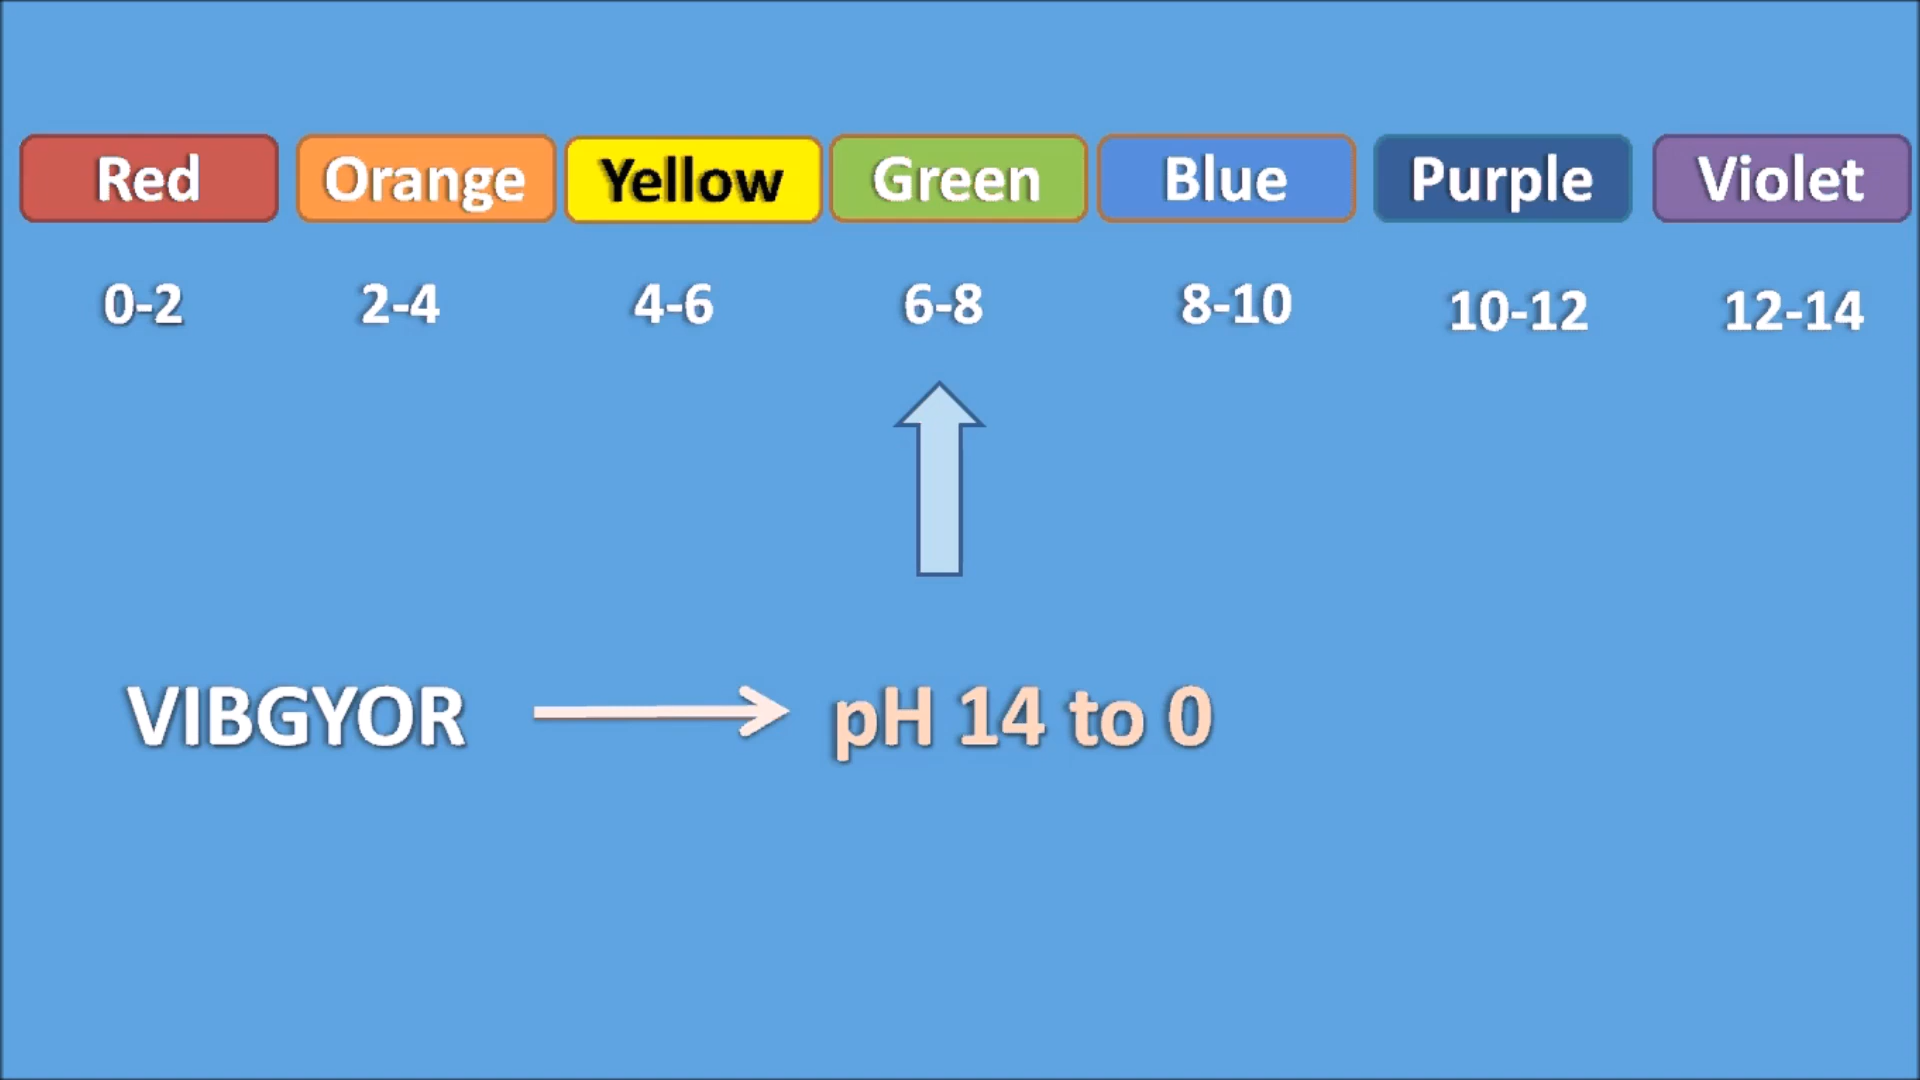 Red Orange Yellow Green Blue Purple Violet
0-2 2-4 4-6 6-8 8-10 10-12 12-14
VIBGYOR pH 14 to 0